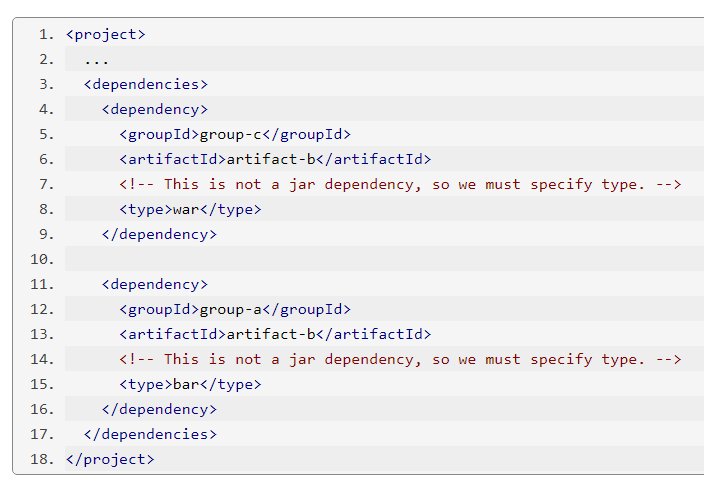 1. <project>
2.   ...
3.   <dependencies>
4.     <dependency>
5.       <groupId>group-c</groupId>
6.       <artifactId>artifact-b</artifactId>
7.       <!-- This is not a jar dependency, so we must specify type. -->
8.       <type>war</type>
9.     </dependency>
10.
11.     <dependency>
12.       <groupId>group-a</groupId>
13.       <artifactId>artifact-b</artifactId>
14.       <!-- This is not a jar dependency, so we must specify type. -->
15.       <type>bar</type>
16.     </dependency>
17.   </dependencies>
18. </project>